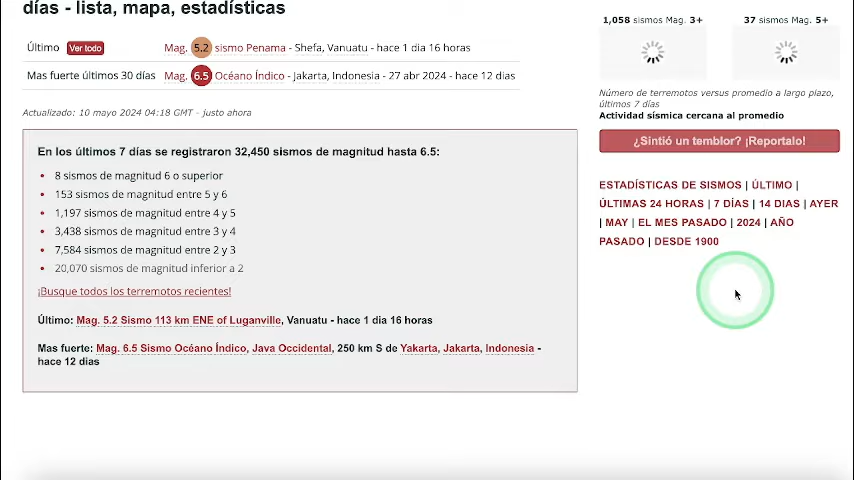 días - lista, mapa, estadísticas
Último Ver todo Mag. 5.2 sismo Penama - Shefa, Vanuatu - hace 1 dia 16 horas
Mas fuerte últimos 30 días Mag. 6.5 Océano Índico - Jakarta, Indonesia - 27 abr 2024 - hace 12 dias
Actualizado: 10 mayo 2024 04:18 GMT - justo ahora
En los últimos 7 días se registraron 32,450 sismos de magnitud hasta 6.5:
8 sismos de magnitud 6 o superior
153 sismos de magnitud entre 5 y 6
1,197 sismos de magnitud entre 4 y 5
3,438 sismos de magnitud entre 3 y 4
7,584 sismos de magnitud entre 2 y 3
20,070 sismos de magnitud inferior a 2
¡Busque todos los terremotos recientes!
Último: Mag. 5.2 Sismo 113 km ENE of Luganville, Vanuatu - hace 1 dia 16 horas
Mas fuerte: Mag. 6.5 Sismo Océano Índico, Java Occidental, 250 km S de Yakarta, Jakarta, Indonesia -
hace 12 dias
1,058 sismos Mag. 3+ 37 sismos Mag. 5+
Número de terremotos versus promedio a largo plazo,
últimos 7 días
Actividad sísmica cercana al promedio
¿Sintió un temblor? ¡Reportalo!
ESTADÍSTICAS DE SISMOS | ÚLTIMO |
ÚLTIMAS 24 HORAS | 7 DÍAS | 14 DIAS | AYER
| MAY | EL MES PASADO | 2024 | AÑO
PASADO | DESDE 1900